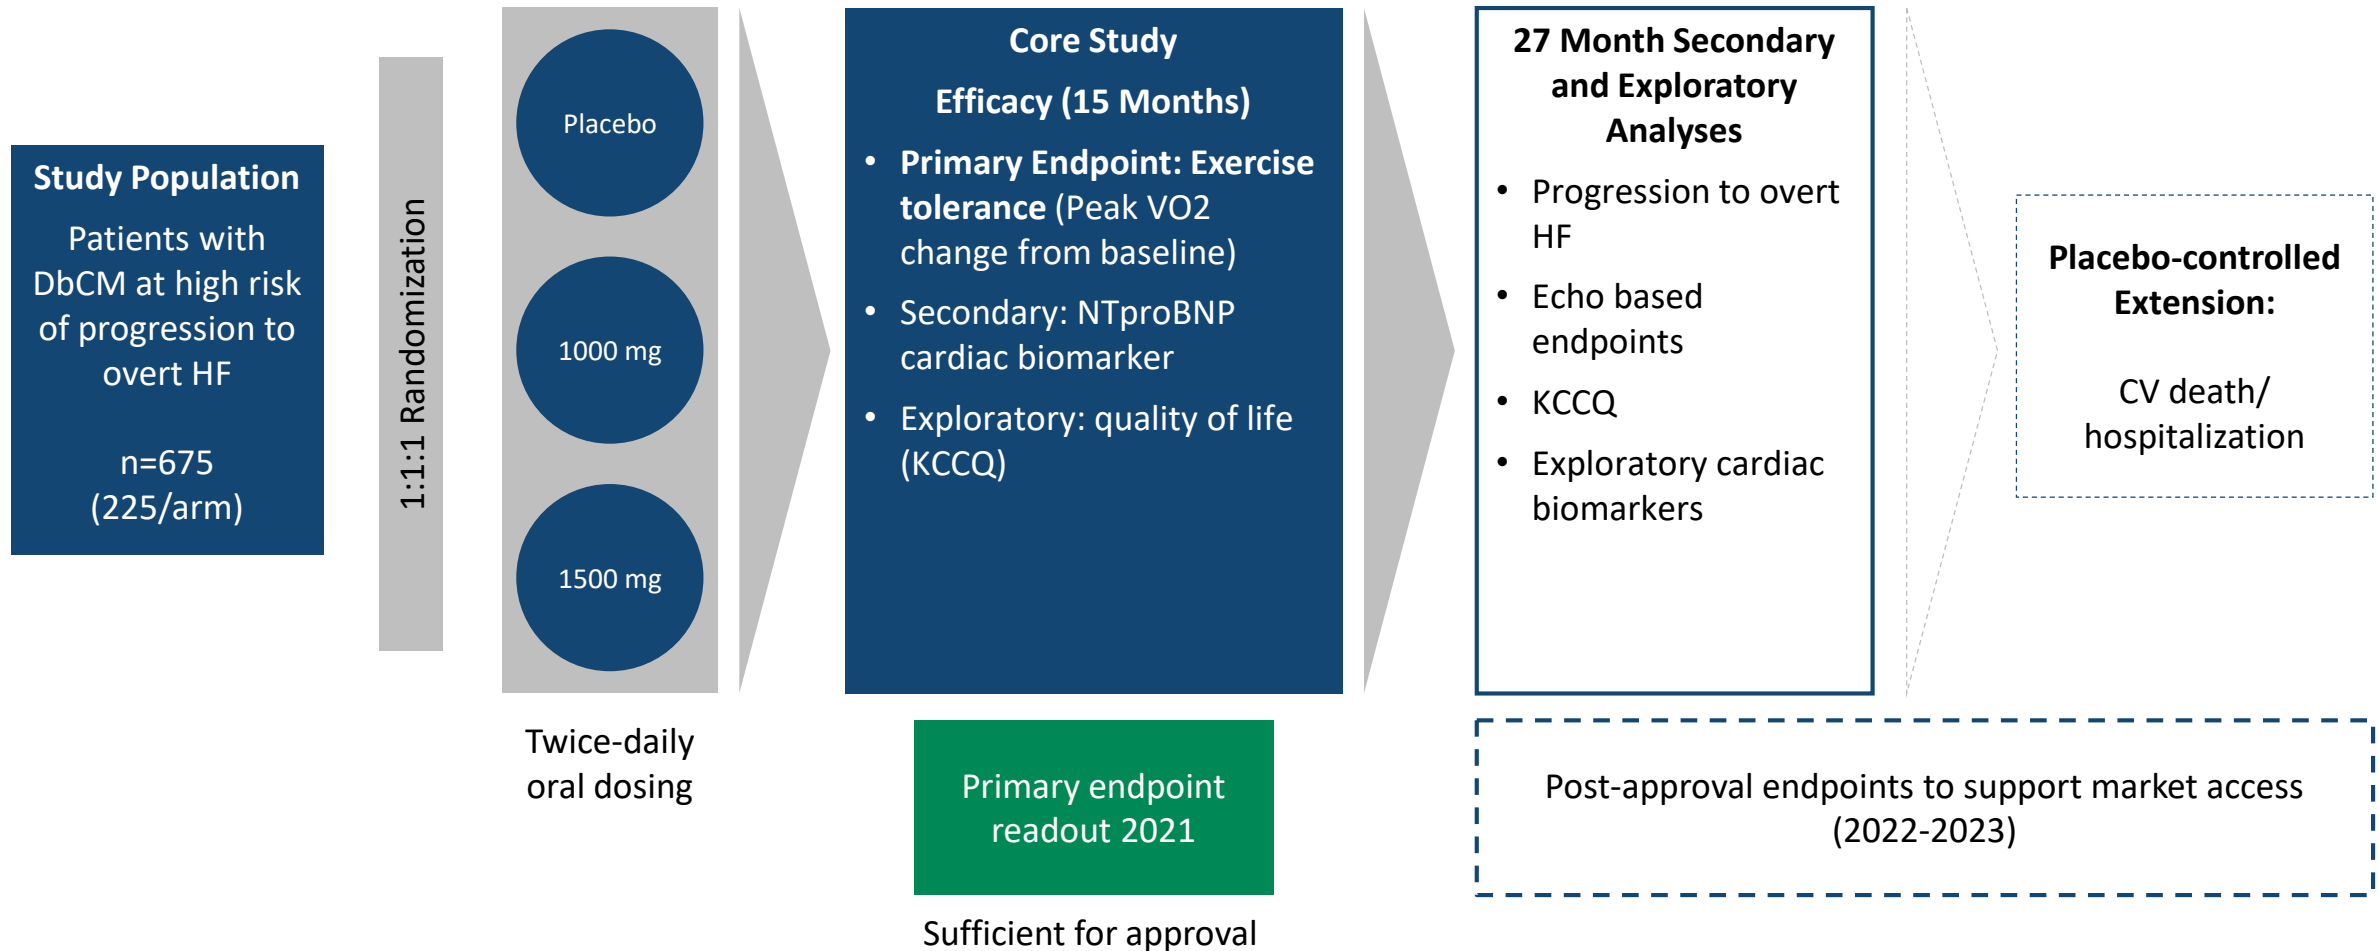 Study Population
Patients with
DbCM at high risk
of progression to
overt HF
n=675
(225/arm)
1:1:1 Randomization
Placebo
1000 mg
1500 mg
Twice-daily
oral dosing
Core Study
Efficacy (15 Months)
• Primary Endpoint: Exercise
tolerance (Peak VO2
change from baseline)
• Secondary: NTproBNP
cardiac biomarker
• Exploratory: quality of life
(KCCQ)
Primary endpoint
readout 2021
Sufficient for approval
27 Month Secondary
and Exploratory
Analyses
• Progression to overt
HF
• Echo based
endpoints
• KCCQ
• Exploratory cardiac
biomarkers
Placebo-controlled
Extension:
CV death/
hospitalization
Post-approval endpoints to support market access
(2022-2023)